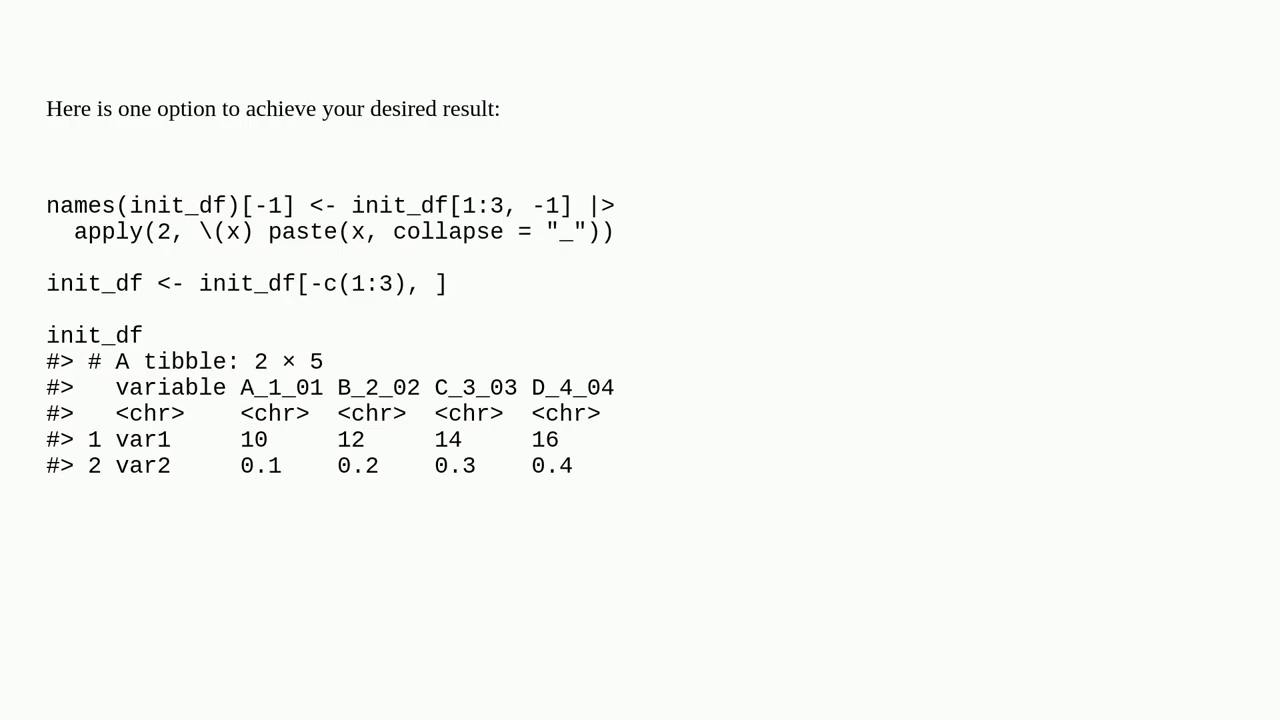 Here is one option to achieve your desired result:
names(init_df)[-1] <- init_df[1:3, -1] |>
  apply(2, \(x) paste(x, collapse = "_"))
init_df <- init_df[-c(1:3), ]
init_df
#> # A tibble: 2 × 5
#>   variable A_1_01 B_2_02 C_3_03 D_4_04
#>   <chr>    <chr>  <chr>  <chr>  <chr>
#> 1 var1     10     12     14     16
#> 2 var2     0.1    0.2    0.3    0.4